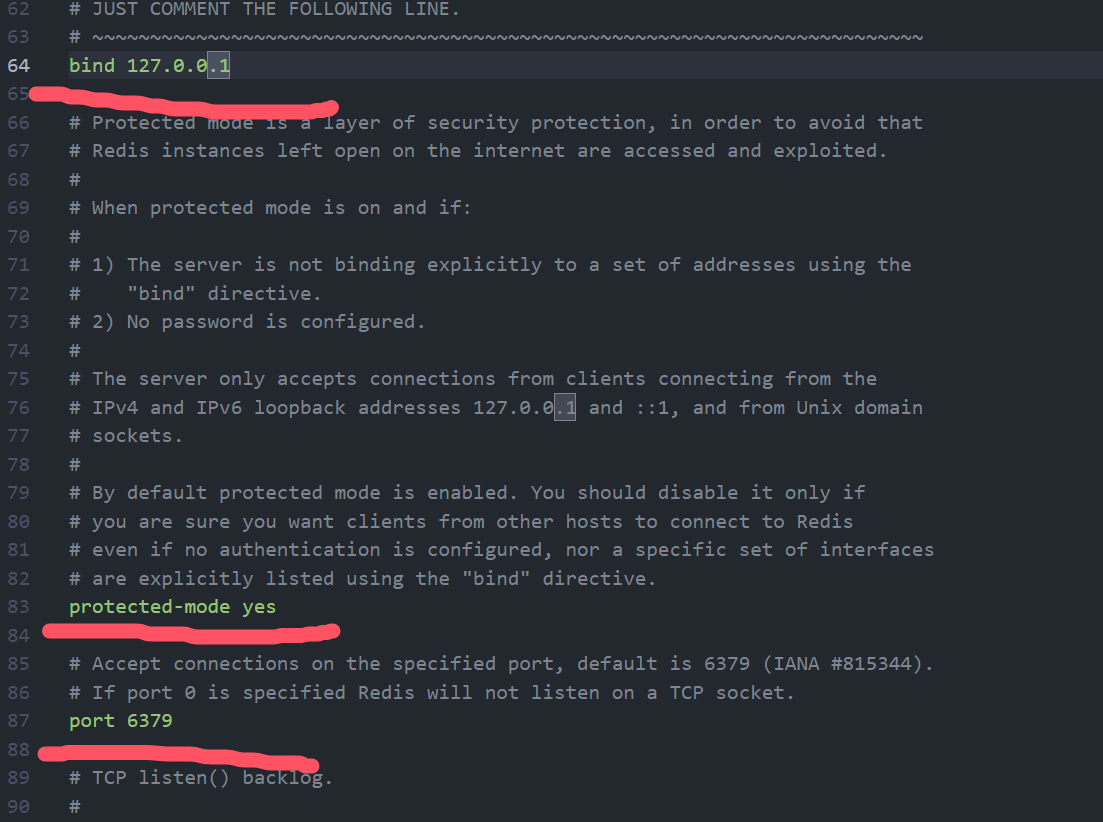 62 # JUST COMMENT THE FOLLOWING LINE.
63 # ~~~~~~~~~~~~~~~~~~~~~~~~~~~~~~~~~~~~~~~~~~~~~~~~~~~~~~~~~~~~~~~~~~~~~~~~
64 bind 127.0.0.1
65
66 # Protected mode is a layer of security protection, in order to avoid that
67 # Redis instances left open on the internet are accessed and exploited.
68 #
69 # When protected mode is on and if:
70 #
71 # 1) The server is not binding explicitly to a set of addresses using the
72 #    "bind" directive.
73 # 2) No password is configured.
74 #
75 # The server only accepts connections from clients connecting from the
76 # IPv4 and IPv6 loopback addresses 127.0.0.1 and ::1, and from Unix domain
77 # sockets.
78 #
79 # By default protected mode is enabled. You should disable it only if
80 # you are sure you want clients from other hosts to connect to Redis
81 # even if no authentication is configured, nor a specific set of interfaces
82 # are explicitly listed using the "bind" directive.
83 protected-mode yes
84
85 # Accept connections on the specified port, default is 6379 (IANA #815344).
86 # If port 0 is specified Redis will not listen on a TCP socket.
87 port 6379
88
89 # TCP listen() backlog.
90 #